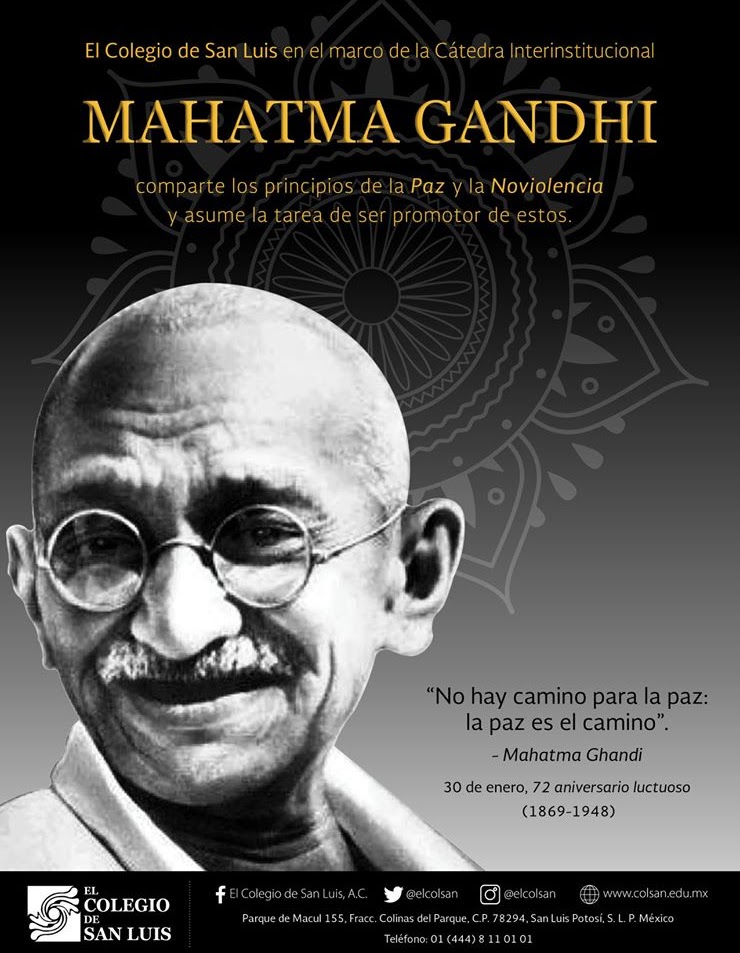 El Colegio de San Luis en el marco de la Cátedra Interinstitucional
MAHATMA GANDHI
comparte los principios de la Paz y la Noviolencia
y asume la tarea de ser promotor de estos.
“No hay camino para la paz:
la paz es el camino”.
- Mahatma Ghandi
30 de enero, 72 aniversario luctuoso
(1869-1948)
EL
COLEGIO
DE
SAN LUIS
El Colegio de San Luis, A.C. @elcolsan @elcolsan www.colsan.edu.mx
Parque de Macul 155, Fracc. Colinas del Parque, C.P. 78294, San Luis Potosí, S. L. P. México
Teléfono: 01 (444) 8 11 01 01